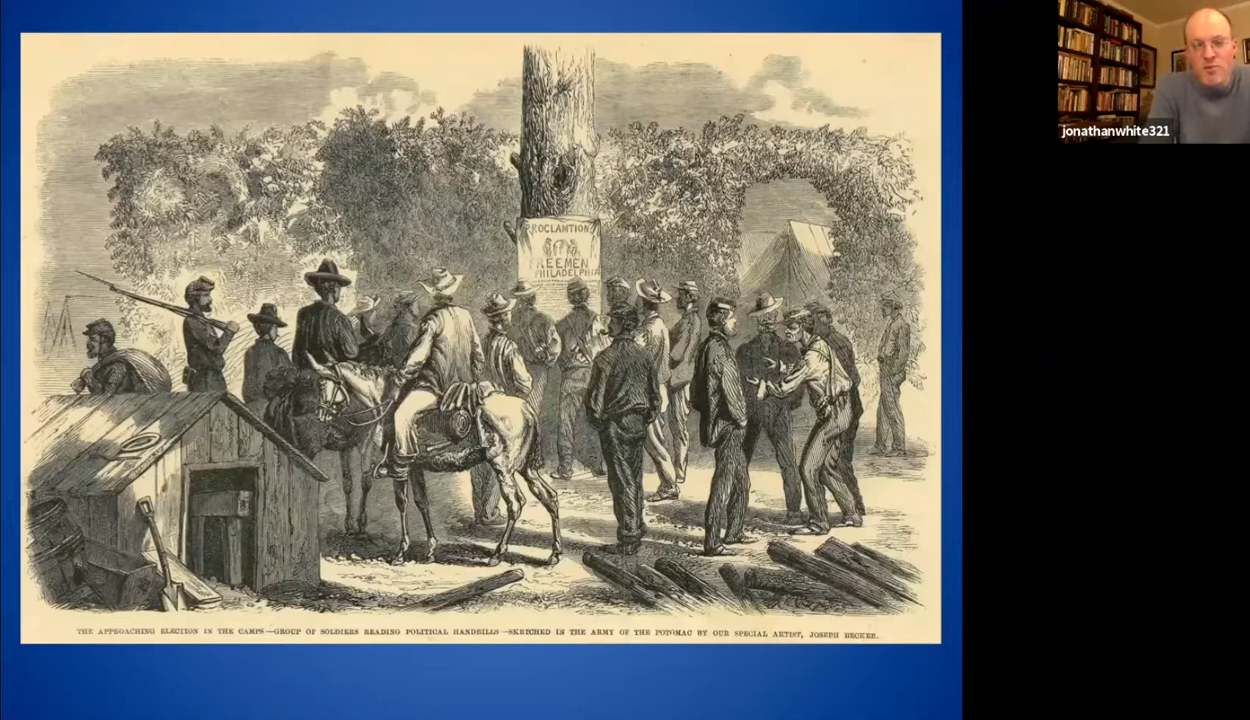 jonathanwhite321
PROCLAMTION
FREEMEN
PHILADELPHIA
THE APPROACHING ELECTION IN THE CAMPS—GROUP OF SOLDIERS READING POLITICAL HANDBILLS—SKETCHED IN THE ARMY OF THE POTOMAC BY OUR SPECIAL ARTIST, JOSEPH BECKER.